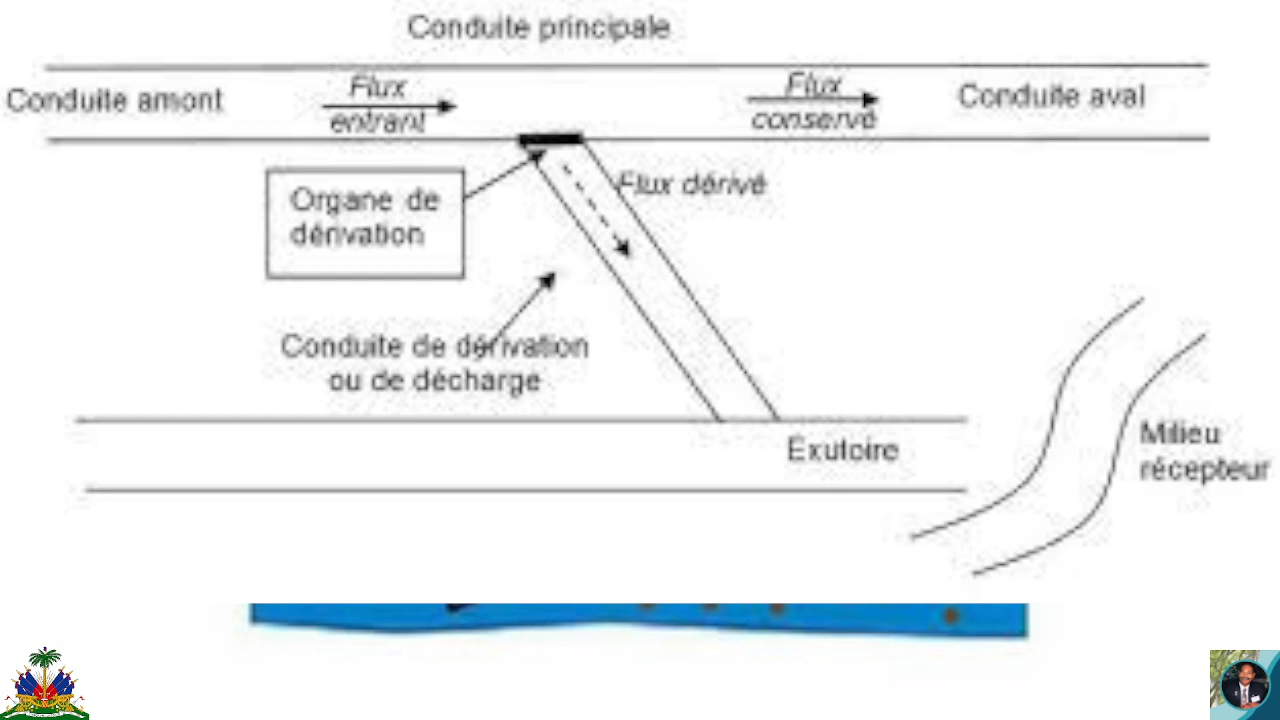 Conduite principale
Conduite amont
Flux
entrant
Flux
conservé
Conduite aval
Organe de
dérivation
Flux dérivé
Conduite de dérivation
ou de décharge
Exutoire
Milieu
récepteur